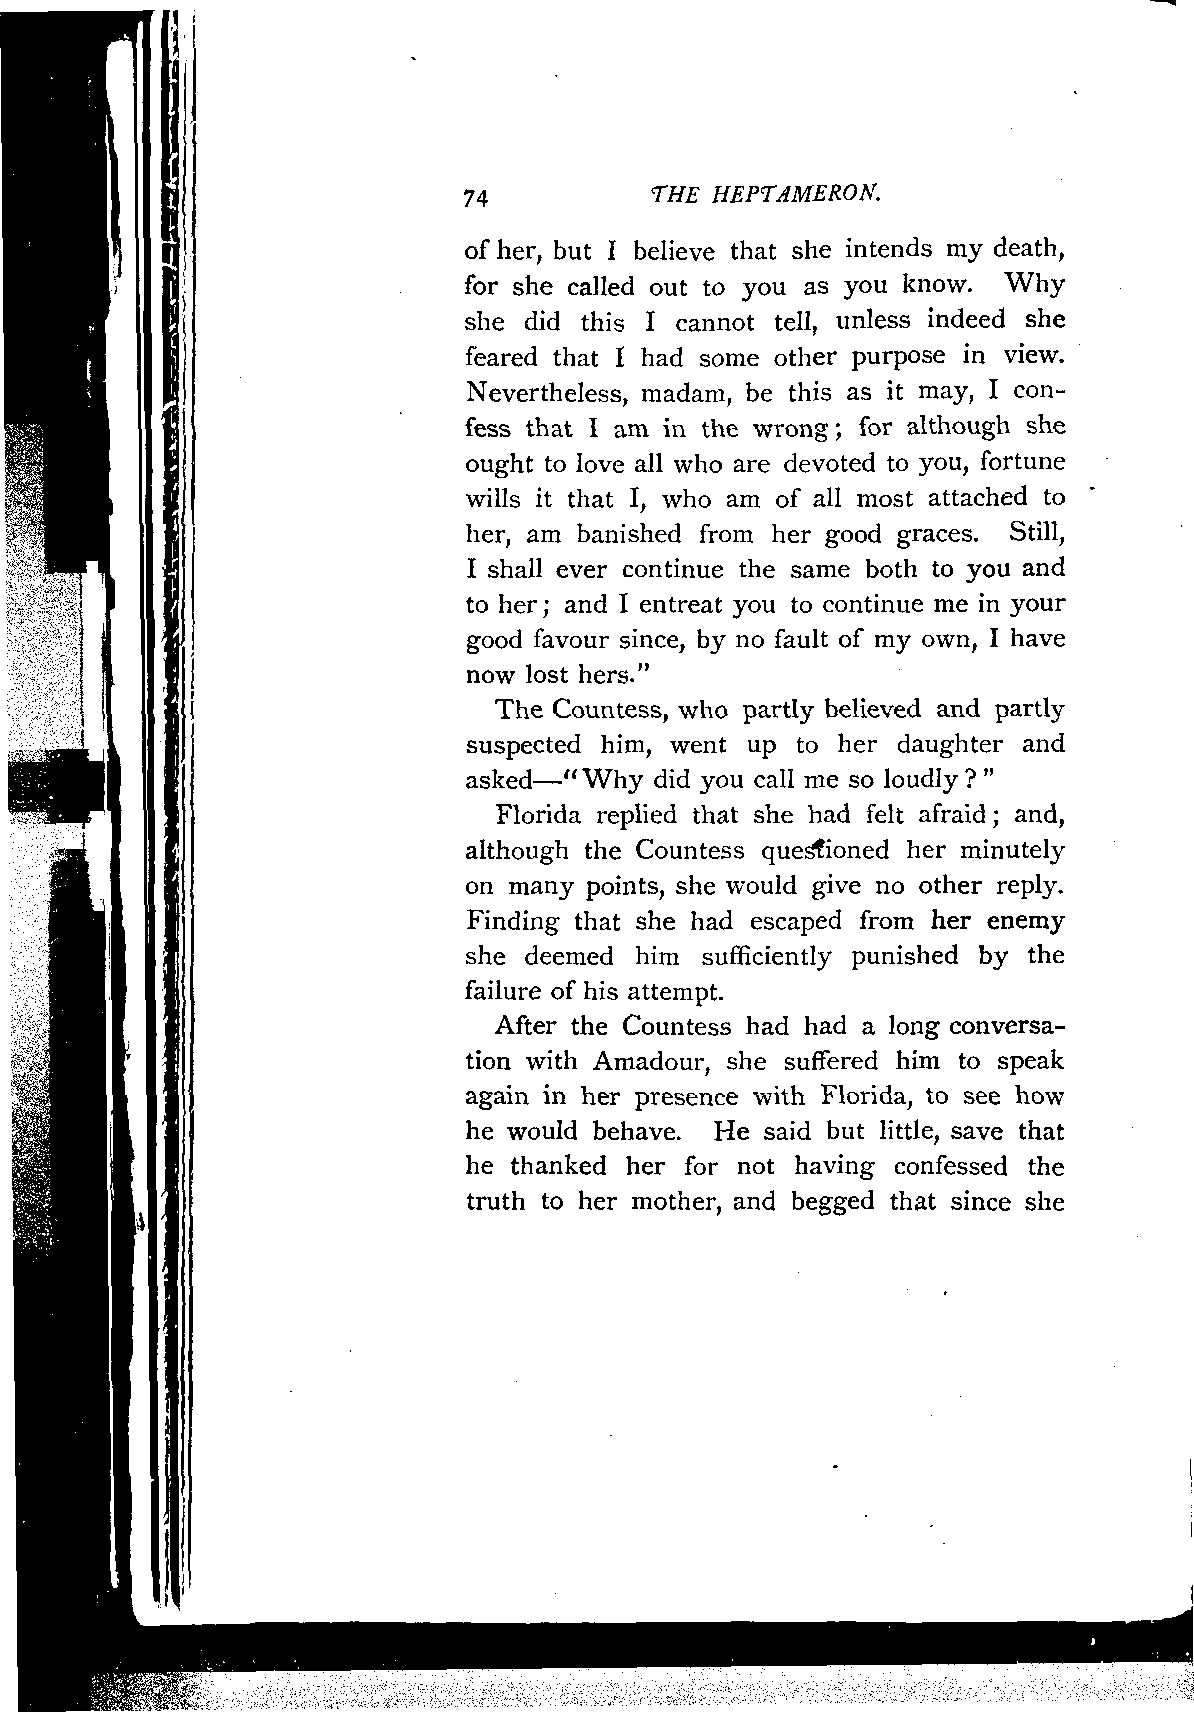 74 THE HEPTAMERON.
of her, but I believe that she intends my death,
for she called out to you as you know. Why
she did this I cannot tell, unless indeed she
feared that I had some other purpose in view.
Nevertheless, madam, be this as it may, I con-
fess that I am in the wrong; for although she
ought to love all who are devoted to you, fortune
wills it that I, who am of all most attached to
her, am banished from her good graces. Still,
I shall ever continue the same both to you and
to her; and I entreat you to continue me in your
good favour since, by no fault of my own, I have
now lost hers."
The Countess, who partly believed and partly
suspected him, went up to her daughter and
asked—"Why did you call me so loudly?"
Florida replied that she had felt afraid; and,
although the Countess questioned her minutely
on many points, she would give no other reply.
Finding that she had escaped from her enemy
she deemed him sufficiently punished by the
failure of his attempt.
After the Countess had had a long conversa-
tion with Amadour, she suffered him to speak
again in her presence with Florida, to see how
he would behave. He said but little, save that
he thanked her for not having confessed the
truth to her mother, and begged that since she